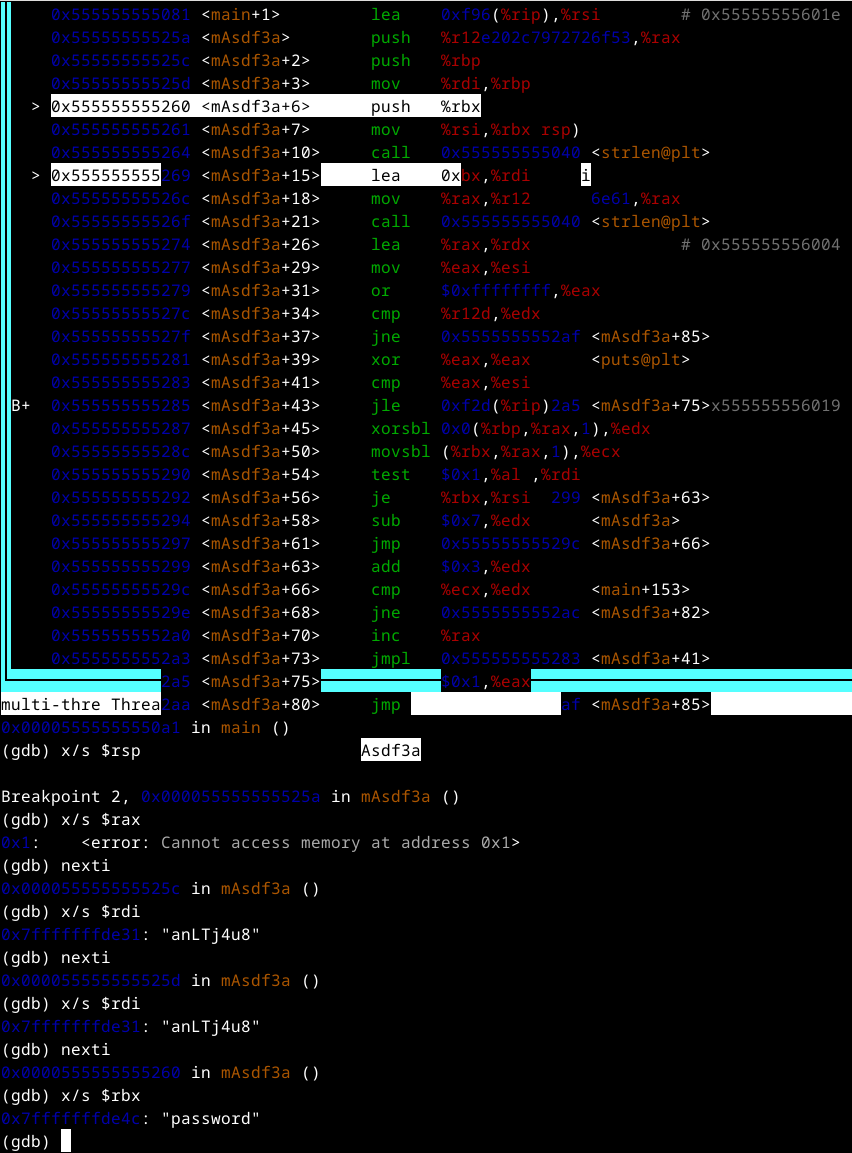 0x555555555081 <main+1> lea 0xf96(%rip),%rsi # 0x55555555601e
0x55555555525a <mAsdf3a> push %r12e202c7972726f53,%rax
0x55555555525c <mAsdf3a+2> push %rbp
0x55555555525d <mAsdf3a+3> mov %rdi,%rbp
> 0x555555555260 <mAsdf3a+6> push %rbx
0x555555555261 <mAsdf3a+7> mov %rsi,%rbx rsp)
0x555555555264 <mAsdf3a+10> call 0x555555555040 <strlen@plt>
> 0x555555555269 <mAsdf3a+15> lea 0xbx,%rdi i
0x55555555526c <mAsdf3a+18> mov %rax,%r12 6e61,%rax
0x55555555526f <mAsdf3a+21> call 0x555555555040 <strlen@plt>
0x555555555274 <mAsdf3a+26> lea %rax,%rdx # 0x555555556004
0x555555555277 <mAsdf3a+29> mov %eax,%esi
0x555555555279 <mAsdf3a+31> or $0xffffffff,%eax
0x55555555527c <mAsdf3a+34> cmp %r12d,%edx
0x55555555527f <mAsdf3a+37> jne 0x5555555552af <mAsdf3a+85>
0x555555555281 <mAsdf3a+39> xor %eax,%eax <puts@plt>
0x555555555283 <mAsdf3a+41> cmp %eax,%esi
B+ 0x555555555285 <mAsdf3a+43> jle 0xf2d(%rip)2a5 <mAsdf3a+75>x555555556019
0x555555555287 <mAsdf3a+45> xorsbl 0x0(%rbp,%rax,1),%edx
0x55555555528c <mAsdf3a+50> movsbl (%rbx,%rax,1),%ecx
0x555555555290 <mAsdf3a+54> test $0x1,%al ,%rdi
0x555555555292 <mAsdf3a+56> je %rbx,%rsi 299 <mAsdf3a+63>
0x555555555294 <mAsdf3a+58> sub $0x7,%edx <mAsdf3a>
0x555555555297 <mAsdf3a+61> jmp 0x55555555529c <mAsdf3a+66>
0x555555555299 <mAsdf3a+63> add $0x3,%edx
0x55555555529c <mAsdf3a+66> cmp %ecx,%edx <main+153>
0x55555555529e <mAsdf3a+68> jne 0x5555555552ac <mAsdf3a+82>
0x5555555552a0 <mAsdf3a+70> inc %rax
0x5555555552a3 <mAsdf3a+73> jmpl 0x555555555283 <mAsdf3a+41>
2a5 <mAsdf3a+75> $0x1,%eax
multi-thre Threa2aa <mAsdf3a+80> jmp af <mAsdf3a+85>
0x00005555555550a1 in main ()
(gdb) x/s $rsp Asdf3a
Breakpoint 2, 0x000055555555525a in mAsdf3a ()
(gdb) x/s $rax
0x1: <error: Cannot access memory at address 0x1>
(gdb) nexti
0x000055555555525c in mAsdf3a ()
(gdb) x/s $rdi
0x7fffffffde31: "anLTj4u8"
(gdb) nexti
0x000055555555525d in mAsdf3a ()
(gdb) x/s $rdi
0x7fffffffde31: "anLTj4u8"
(gdb) nexti
0x0000555555555260 in mAsdf3a ()
(gdb) x/s $rbx
0x7fffffffde4c: "password"
(gdb)